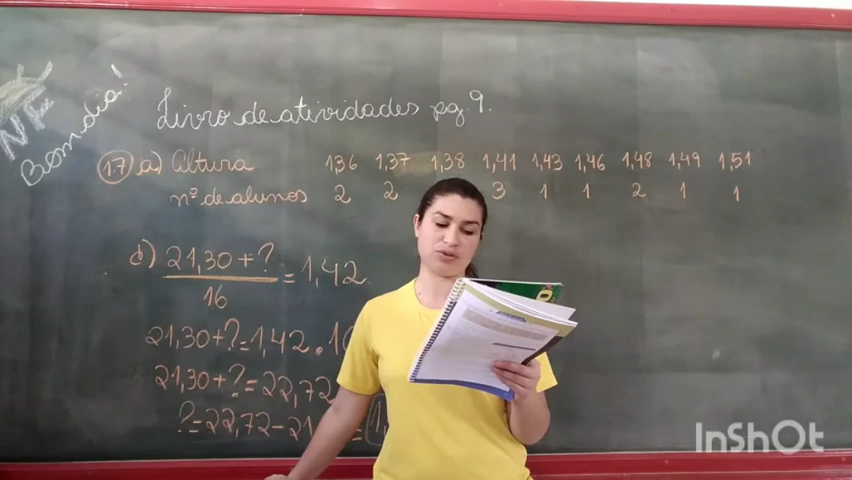 Bom dia!
Livro de atividades pg. 9.
1.7 a) Altura 1,36 1,37 1,38 1,41 1,43 1,46 1,48 1,49 1,51
nº de alunos 2 2 3 1 1 2 1 1
d) 21,30 + ? = 1,42
16
21,30 + ? = 1,42 . 1
21,30 + ? = 22,72
? = 22,72 - 21
InShOt